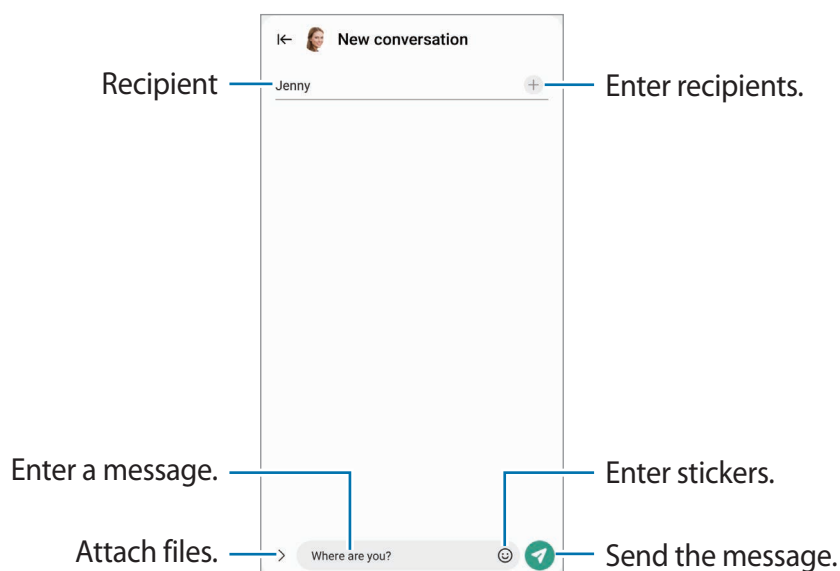 New conversation
Recipient
Jenny
Enter recipients.
Enter a message.
Enter stickers.
Attach files.
Where are you?
Send the message.